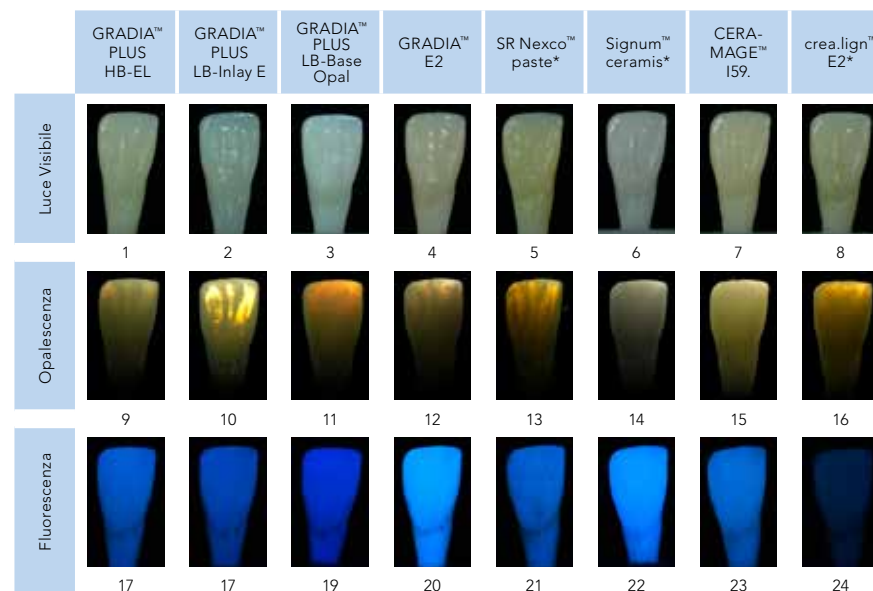 GRADIA™
PLUS
HB-EL
GRADIA™
PLUS
LB-Inlay E
GRADIA™
PLUS
LB-Base
Opal
GRADIA™
E2
SR Nexco™
paste*
Signum™
ceramis*
CERA-
MAGE™
I59.
crea.lign™
E2*
Luce Visibile
1 2 3 4 5 6 7 8
Opalescenza
9 10 11 12 13 14 15 16
Fluorescenza
17 17 19 20 21 22 23 24